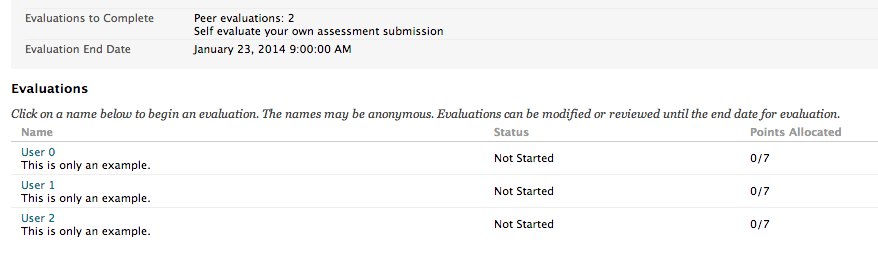 Evaluations to Complete Peer evaluations: 2
Self evaluate your own assessment submission
Evaluation End Date January 23, 2014 9:00:00 AM
Evaluations
Click on a name below to begin an evaluation. The names may be anonymous. Evaluations can be modified or reviewed until the end date for evaluation.
Name Status Points Allocated
User 0
This is only an example. Not Started 0/7
User 1
This is only an example. Not Started 0/7
User 2
This is only an example. Not Started 0/7